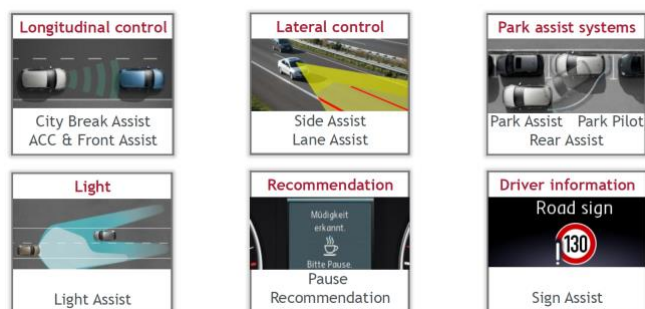 Longitudinal control
City Break Assist
ACC & Front Assist
Lateral control
Side Assist
Lane Assist
Park assist systems
Park Assist Park Pilot
Rear Assist
Light
Light Assist
Recommendation
Müdigkeit
erkannt.
Bitte Pause.
Pause
Recommendation
Driver information
Road sign
130
Sign Assist